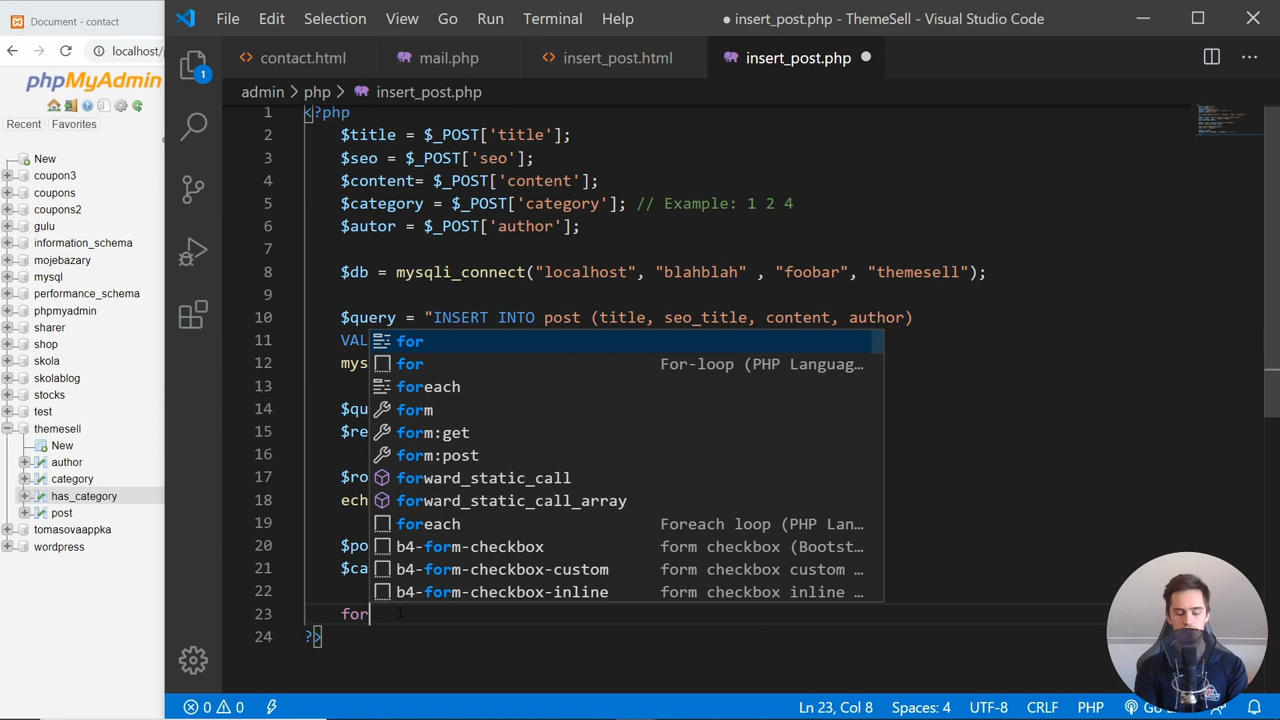 Document - contact
localhost/
phpMyAdmin
Recent Favorites
New
coupon3
coupons
coupons2
gulu
information_schema
mojebazary
mysql
performance_schema
phpmyadmin
sharer
shop
skola
skolablog
stocks
test
themesell
New
author
category
has_category
post
tomasovaappka
wordpress
File Edit Selection View Go Run Terminal Help ● insert_post.php - ThemeSell - Visual Studio Code
contact.html mail.php insert_post.html insert_post.php
admin > php > insert_post.php
1
1 <?php
2 $title = $_POST['title'];
3 $seo = $_POST['seo'];
4 $content= $_POST['content'];
5 $category = $_POST['category']; // Example: 1 2 4
6 $autor = $_POST['author'];
7
8 $db = mysqli_connect("localhost", "blahblah" , "foobar", "themesell");
9
10 $query = "INSERT INTO post (title, seo_title, content, author)
11 VAL
12 mys
13
14 $qu
15 $re
16
17 $ro
18 ech
19
20 $po
21 $ca
22
23 for
24 ?>
for
for For-loop (PHP Languag…
foreach
form
form:get
form:post
forward_static_call
forward_static_call_array
foreach Foreach loop (PHP Lan…
b4-form-checkbox form checkbox (Bootst…
b4-form-checkbox-custom form checkbox custom …
b4-form-checkbox-inline form checkbox inline …
0 0 Ln 23, Col 8 Spaces: 4 UTF-8 CRLF PHP